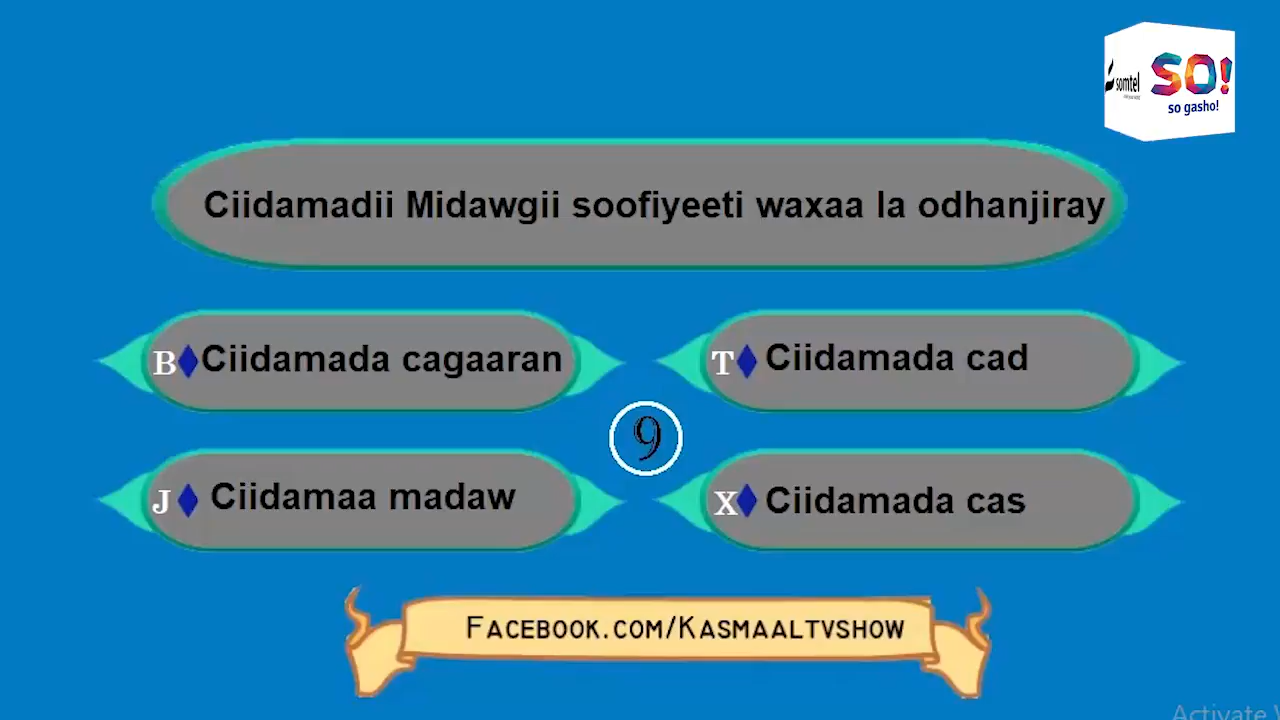 somtel
SO!
so gasho!
Ciidamadii Midawgii soofiyeeti waxaa la odhanjiray
B Ciidamada cagaaran
T Ciidamada cad
9
J Ciidamaa madaw
X Ciidamada cas
FACEBOOK.COM/KASMAALTVSHOW
Activate